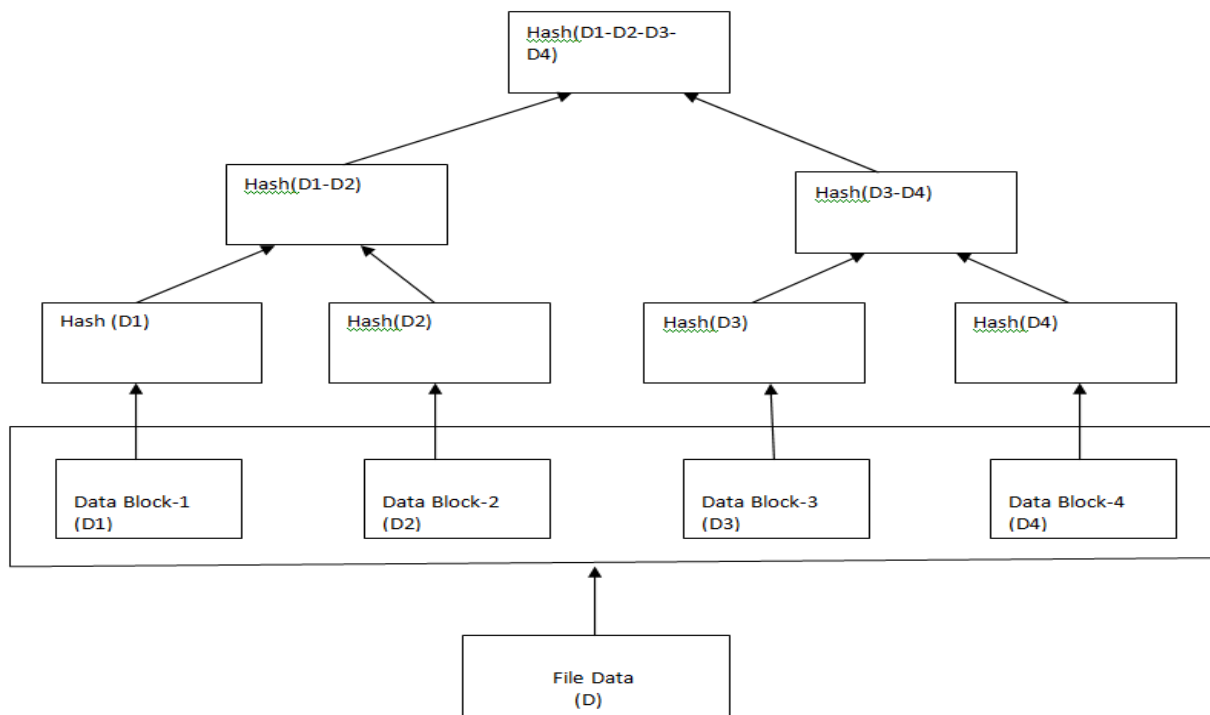 Hash(D1-D2-D3-
D4)
Hash(D1-D2)
Hash(D3-D4)
Hash (D1)
Hash(D2)
Hash(D3)
Hash(D4)
Data Block-1
(D1)
Data Block-2
(D2)
Data Block-3
(D3)
Data Block-4
(D4)
File Data
(D)